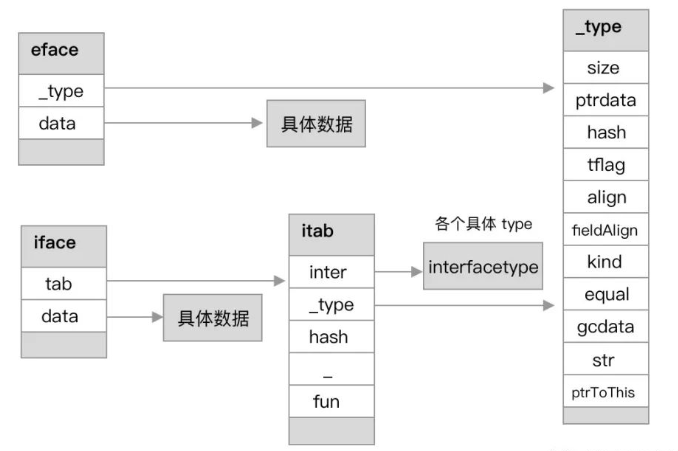 eface
_type
data
具体数据
iface
tab
data
具体数据
itab
inter
_type
hash
_
fun
各个具体 type
interfacetype
_type
size
ptrdata
hash
tflag
align
fieldAlign
kind
equal
gcdata
str
ptrToThis